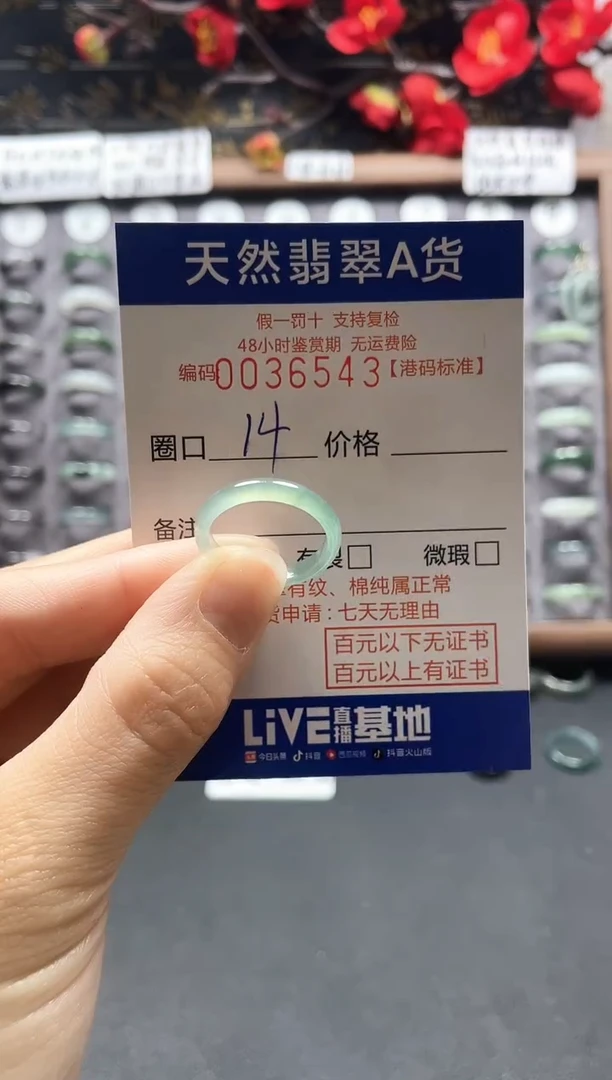 天然翡翠A货
假一罚十 支持复检
48小时鉴赏期 无运费险
编码0036543【港码标准】
圈口 14 价格
备注
有裂□ 微瑕□
有纹、棉纯属正常
货申请：七天无理由
百元以下无证书
百元以上有证书
LiVE直播基地
今日头条 抖音 西瓜视频 抖音火山版